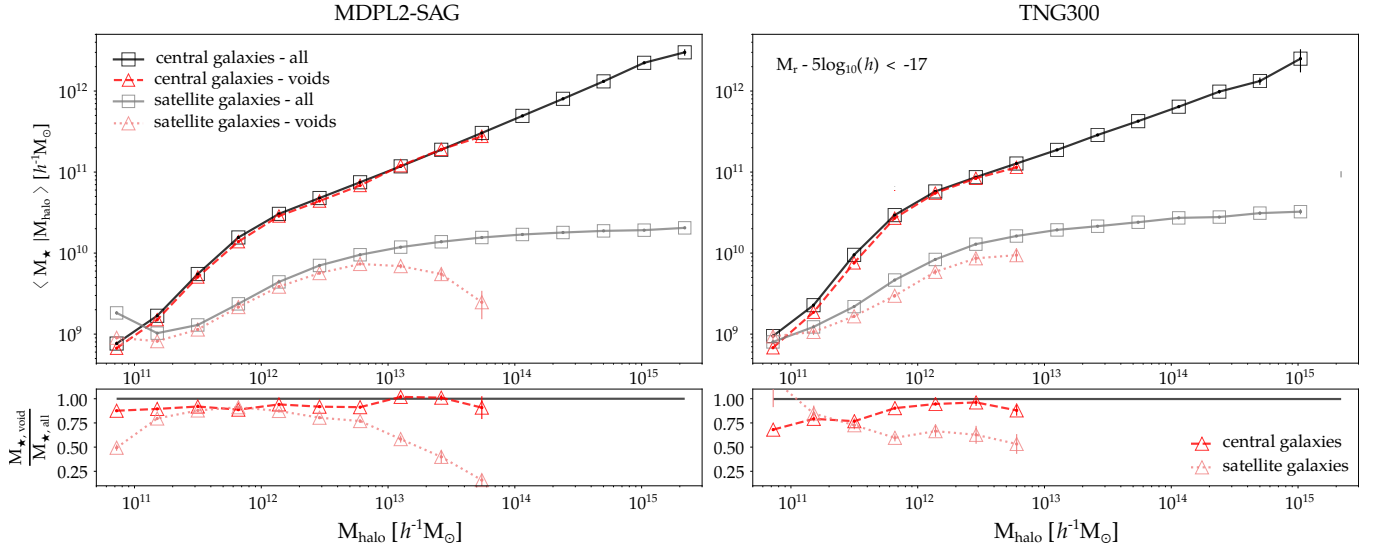 MDPL2-SAG
TNG300
central galaxies - all
central galaxies - voids
satellite galaxies - all
satellite galaxies - voids
M_r - 5log_10(h) < -17
⟨ M_★ |M_halo ⟩ [h^-1M_⊙]
10^12
10^11
10^10
10^9
10^12
10^11
10^10
10^9
10^11 10^12 10^13 10^14 10^15
10^11 10^12 10^13 10^14 10^15
M_★, void
M_★, all
1.00
0.75
0.50
0.25
1.00
0.75
0.50
0.25
central galaxies
satellite galaxies
10^11 10^12 10^13 10^14 10^15
10^11 10^12 10^13 10^14 10^15
M_halo [h^-1M_⊙]
M_halo [h^-1M_⊙]